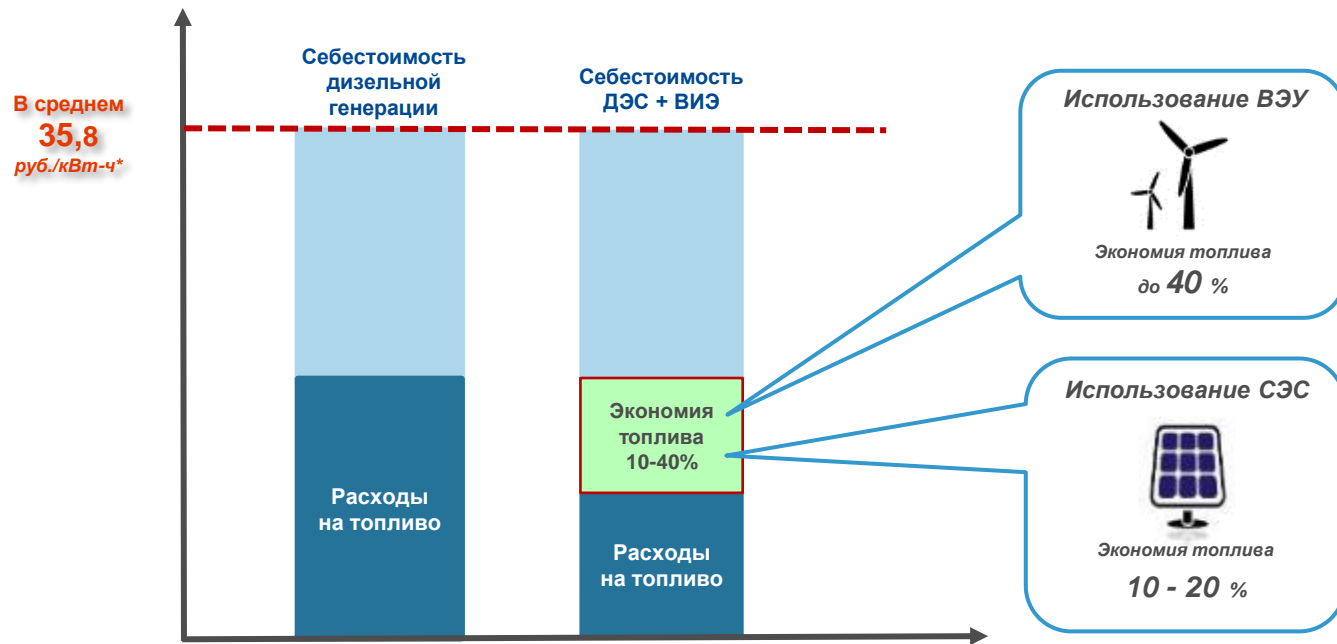 В среднем
35,8
руб./кВт-ч*
Себестоимость
дизельной
генерации
Себестоимость
ДЭС + ВИЭ
Расходы
на топливо
Экономия
топлива
10-40%
Расходы
на топливо
Использование ВЭУ
Экономия топлива
до 40 %
Использование СЭС
Экономия топлива
10 - 20 %